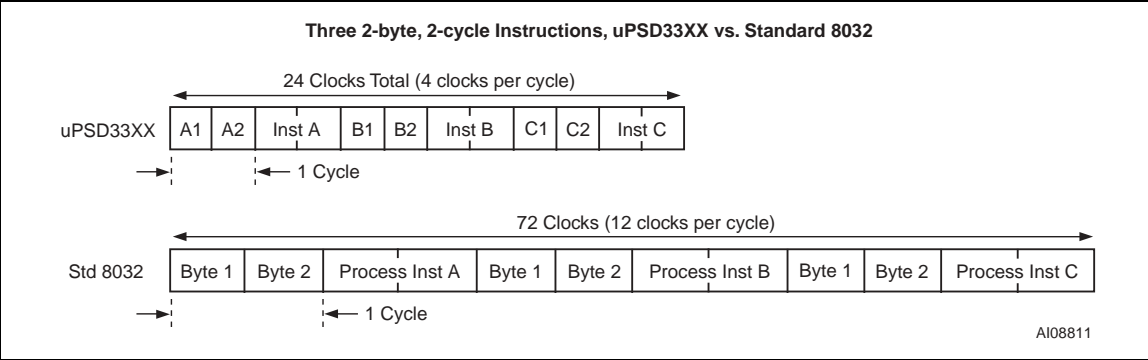 Three 2-byte, 2-cycle Instructions, uPSD33XX vs. Standard 8032
24 Clocks Total (4 clocks per cycle)
uPSD33XX A1 A2 Inst A B1 B2 Inst B C1 C2 Inst C
1 Cycle
72 Clocks (12 clocks per cycle)
Std 8032 Byte 1 Byte 2 Process Inst A Byte 1 Byte 2 Process Inst B Byte 1 Byte 2 Process Inst C
1 Cycle
AI08811